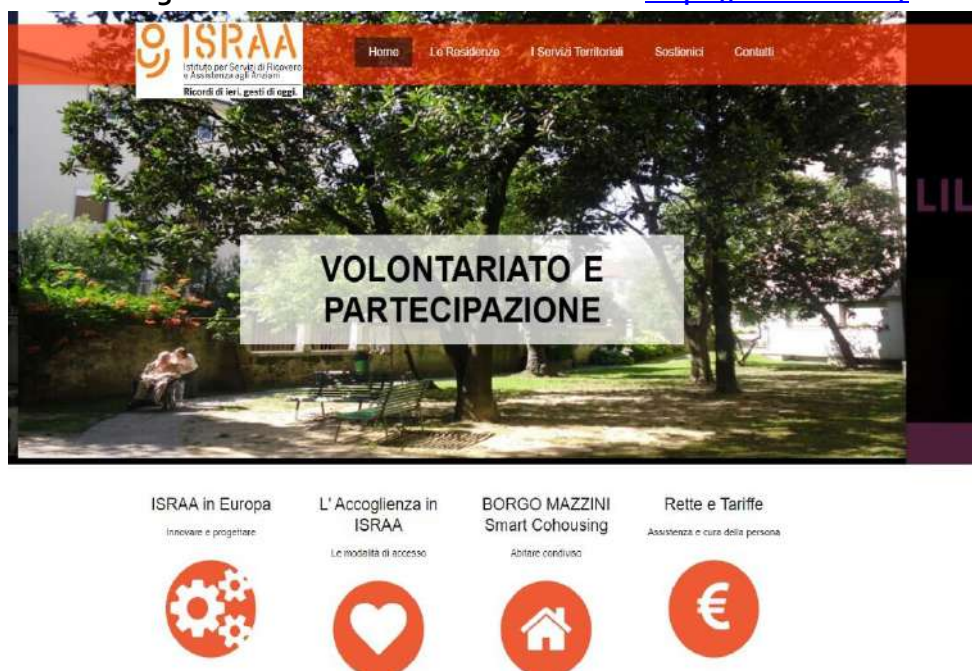 ISRAA
Istituto per Servizi di Ricovero
e Assistenza agli Anziani
Ricordi di ieri, gesti di oggi.
Home Le Residenze I Servizi Territoriali Sostienici Contatti
LIL
VOLONTARIATO E
PARTECIPAZIONE
ISRAA in Europa
Innovare e progettare
L' Accoglienza in
ISRAA
Le modalità di accesso
BORGO MAZZINI
Smart Cohousing
Abitare condiviso
Rette e Tariffe
Assistenza e cura della persona
€